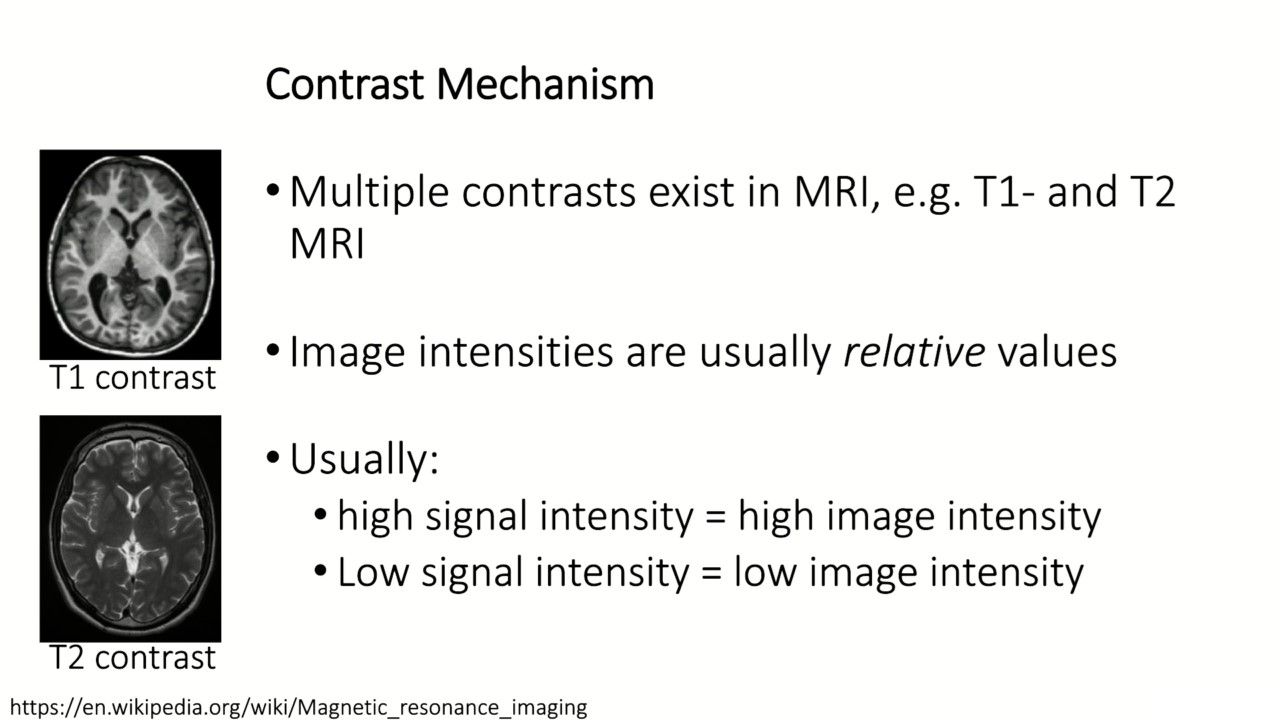 Contrast Mechanism
• Multiple contrasts exist in MRI, e.g. T1- and T2
MRI
• Image intensities are usually relative values
T1 contrast
• Usually:
• high signal intensity = high image intensity
• Low signal intensity = low image intensity
T2 contrast
https://en.wikipedia.org/wiki/Magnetic_resonance_imaging